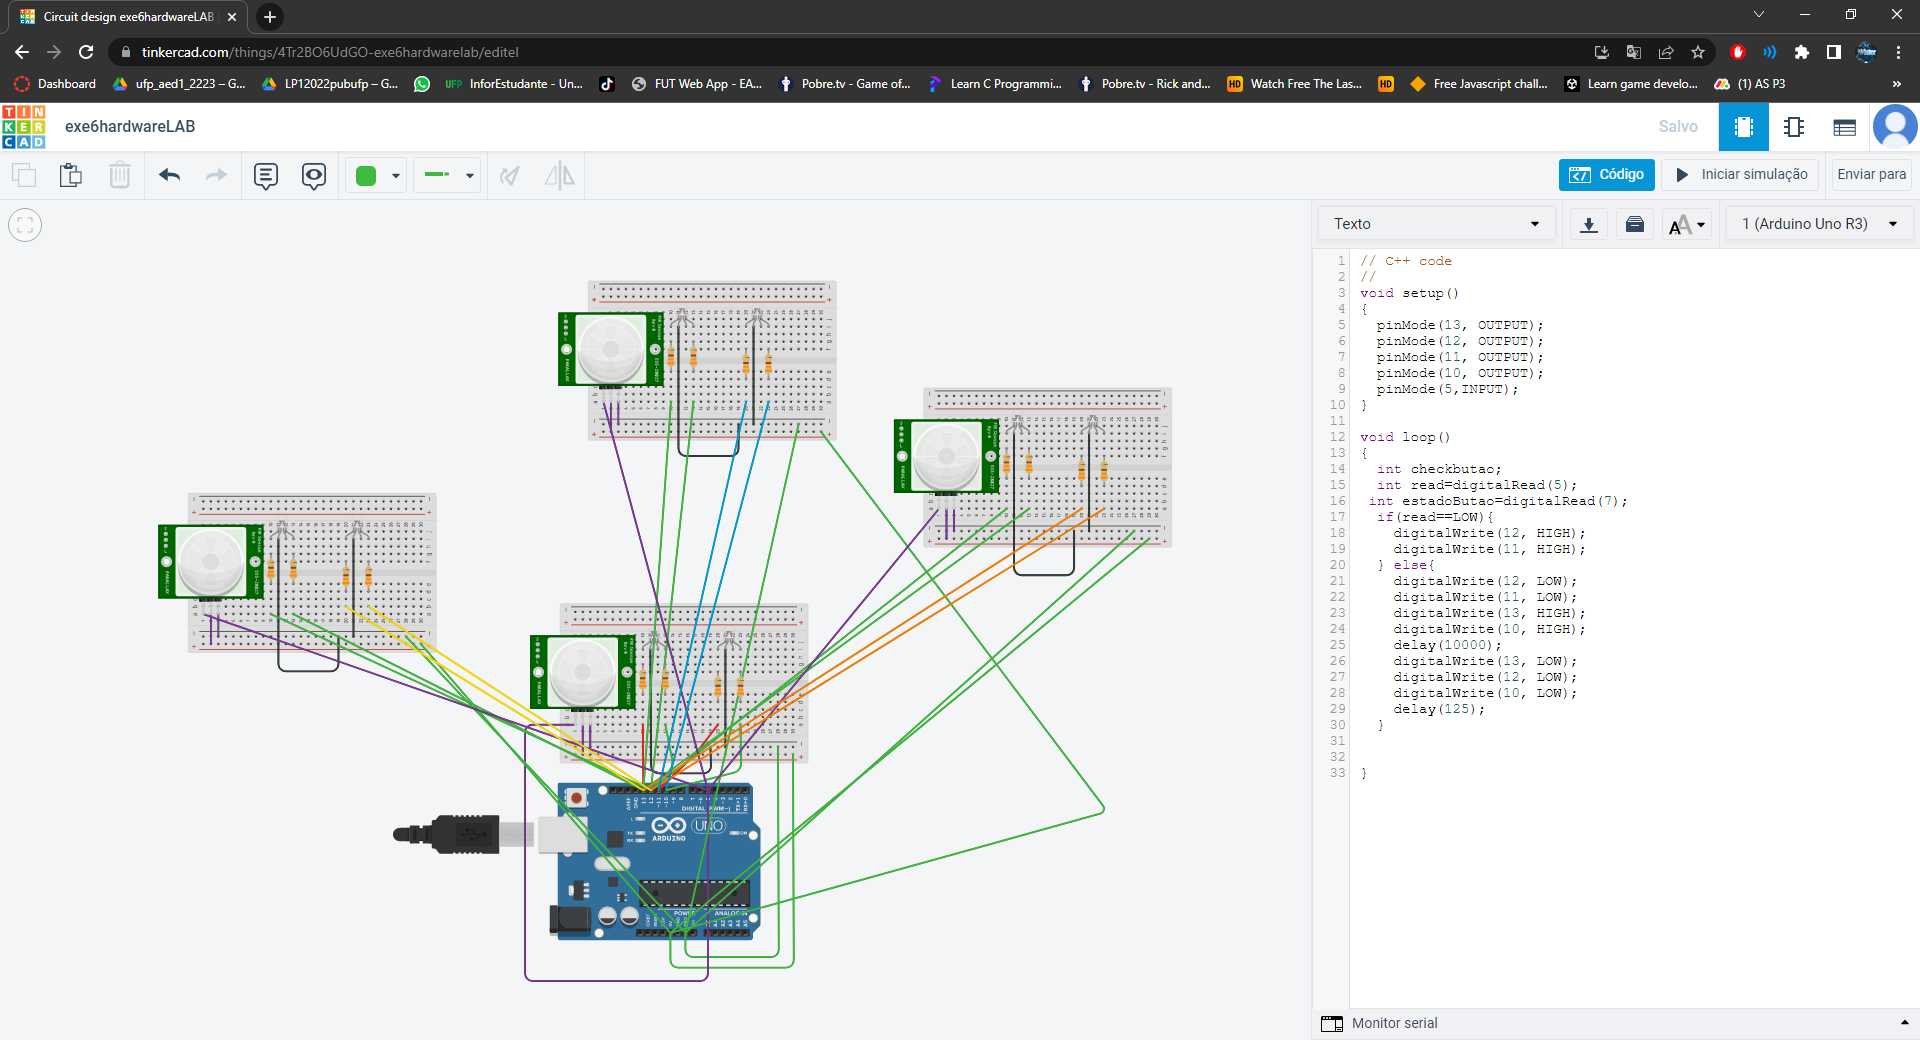 Circuit design exe6hardwareLAB
tinkercad.com/things/4Tr2BO6UdGO-exe6hardwarelab/editel
Dashboard
ufp_aed1_2223 – G...
LP12022pubufp – G...
UFP InforEstudante - Un...
FUT Web App - EA...
Pobre.tv - Game of...
Learn C Programmi...
Pobre.tv - Rick and...
HD Watch Free The Las...
HD
Free Javascript chall...
Learn game develo...
(1) AS P3
»
TIN
KER
CAD
exe6hardwareLAB
Salvo
Código
Iniciar simulação
Enviar para
Texto
AA
1 (Arduino Uno R3)
1 // C++ code
2 //
3 void setup()
4 {
5 pinMode(13, OUTPUT);
6 pinMode(12, OUTPUT);
7 pinMode(11, OUTPUT);
8 pinMode(10, OUTPUT);
9 pinMode(5,INPUT);
10 }
11
12 void loop()
13 {
14 int checkbutao;
15 int read=digitalRead(5);
16 int estadoButao=digitalRead(7);
17 if(read==LOW){
18 digitalWrite(12, HIGH);
19 digitalWrite(11, HIGH);
20 } else{
21 digitalWrite(12, LOW);
22 digitalWrite(11, LOW);
23 digitalWrite(13, HIGH);
24 digitalWrite(10, HIGH);
25 delay(10000);
26 digitalWrite(13, LOW);
27 digitalWrite(12, LOW);
28 digitalWrite(10, LOW);
29 delay(125);
30 }
31
32
33 }
DIGITAL
UNO
ARDUINO
POWER
ANALOG
Monitor serial